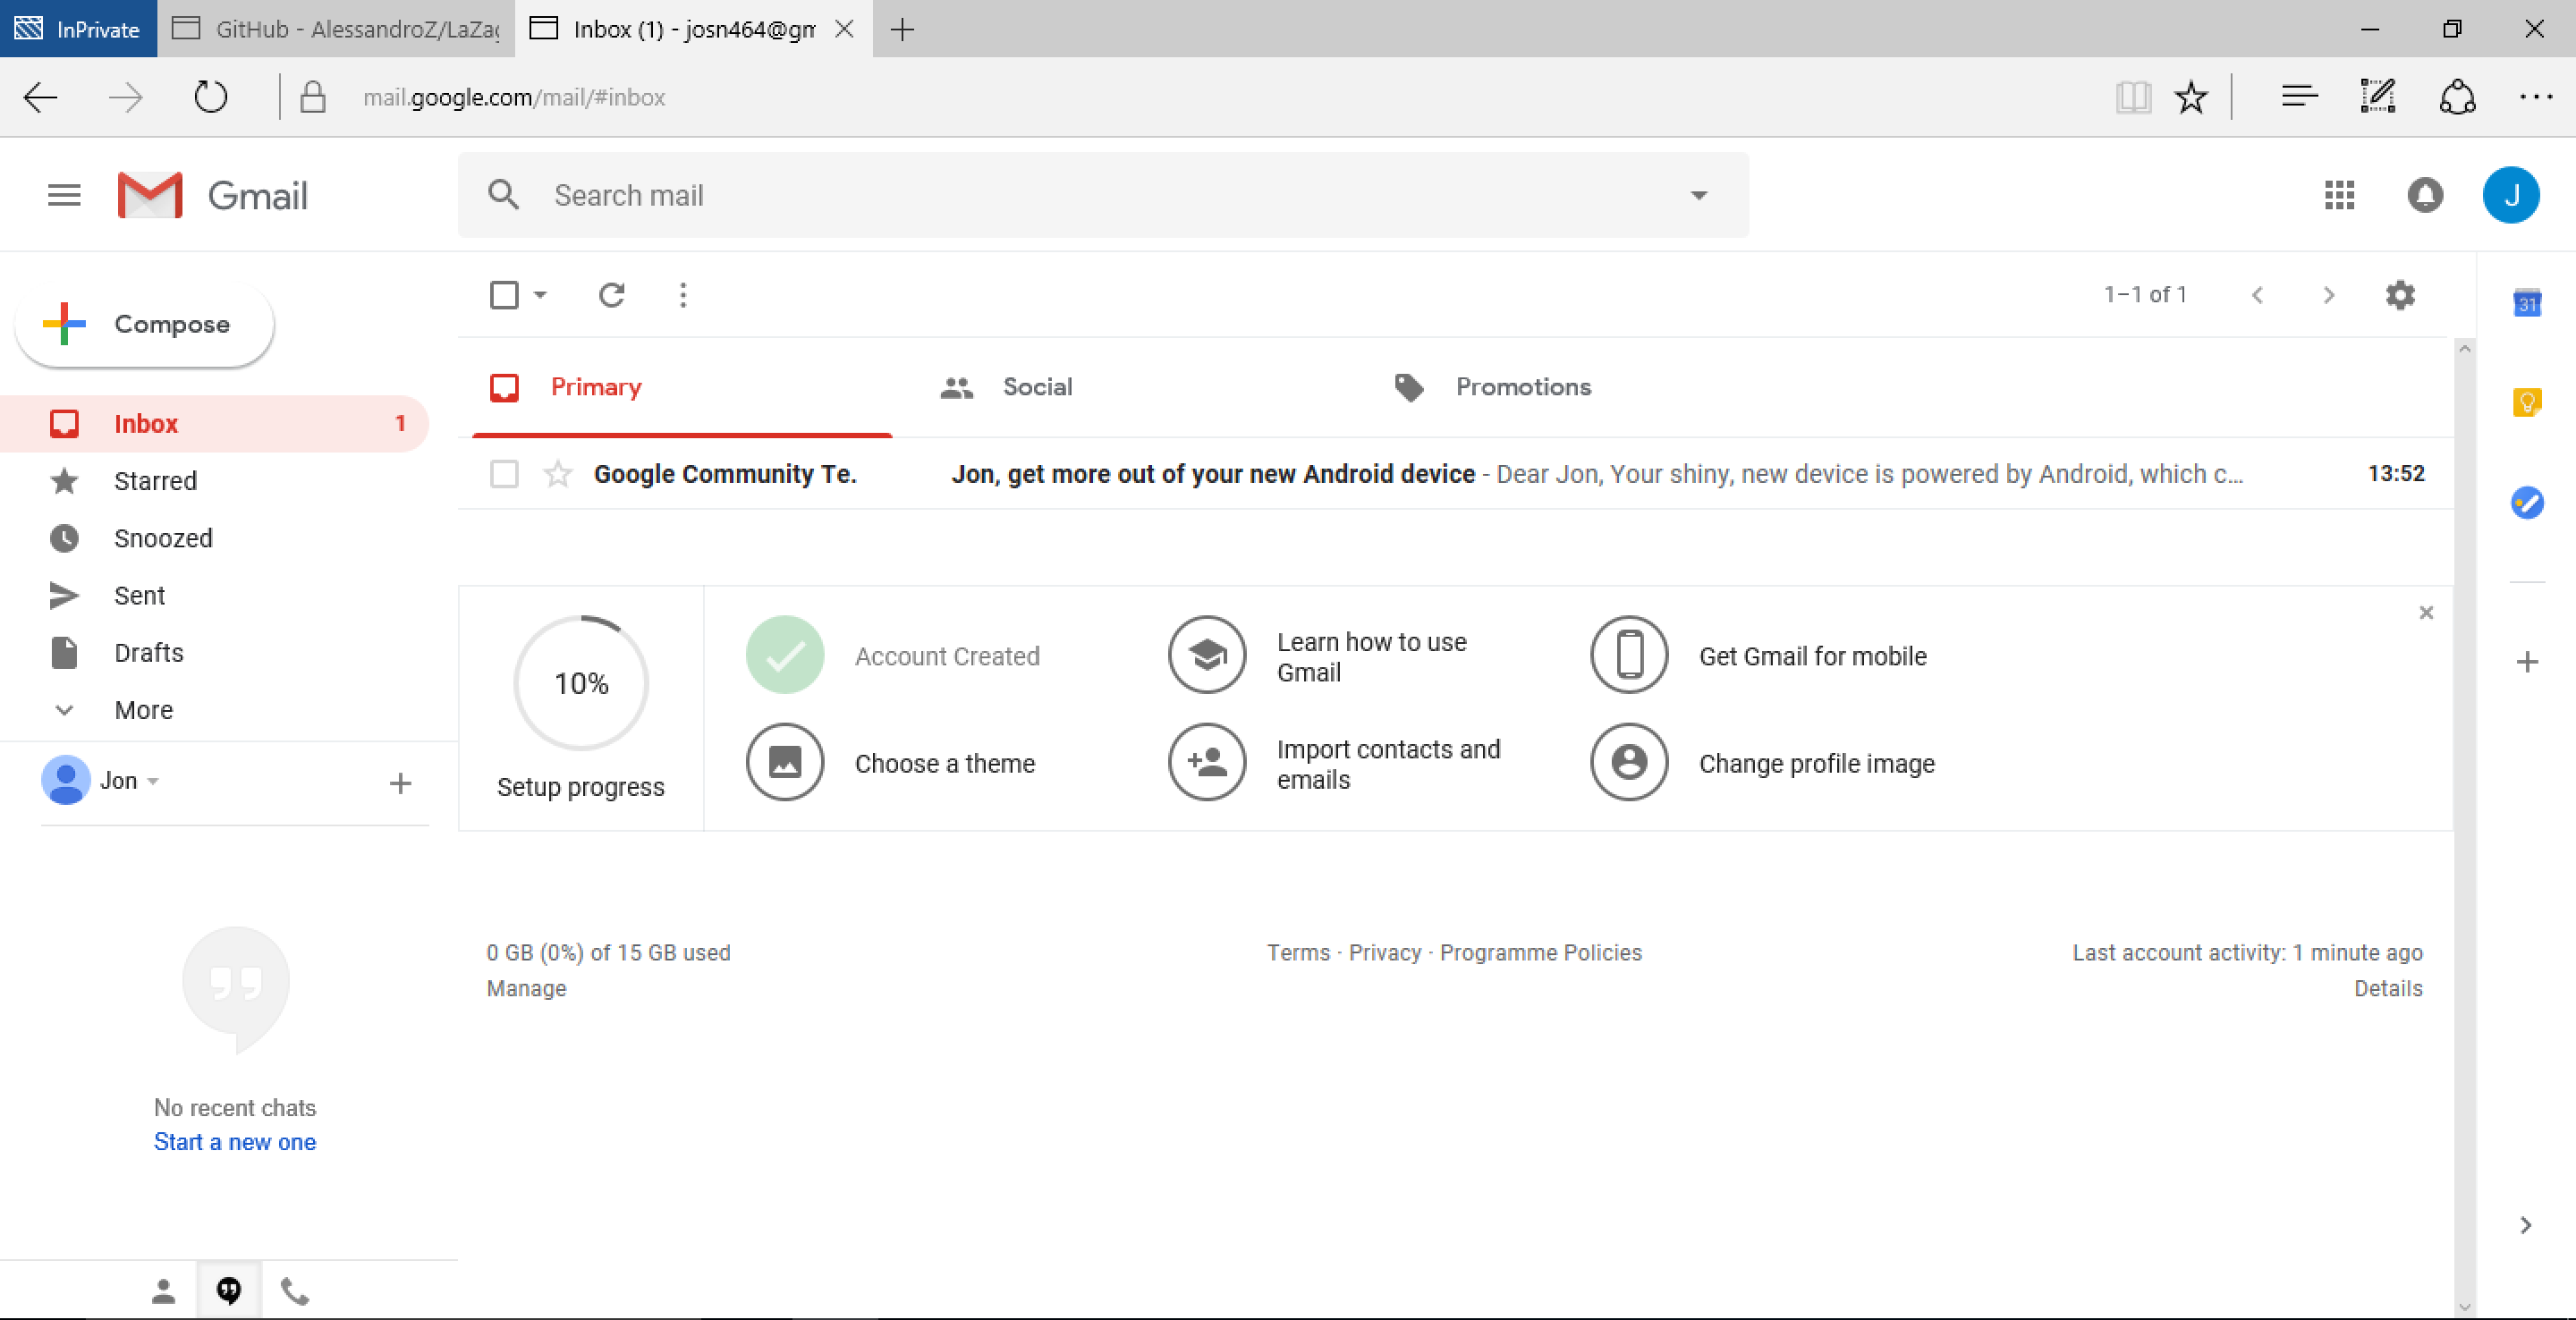 InPrivate
GitHub - AlessandroZ/LaZag
Inbox (1) - josn464@gm
mail.google.com/mail/#inbox
Gmail
Search mail
J
Compose
1–1 of 1
31
Primary
Social
Promotions
Inbox 1
Google Community Te. Jon, get more out of your new Android device - Dear Jon, Your shiny, new device is powered by Android, which c... 13:52
Starred
Snoozed
Sent
Drafts
More
10%
Setup progress
Account Created
Learn how to use
Gmail
Get Gmail for mobile
Choose a theme
Import contacts and
emails
Change profile image
Jon
0 GB (0%) of 15 GB used
Manage
Terms · Privacy · Programme Policies
Last account activity: 1 minute ago
Details
No recent chats
Start a new one